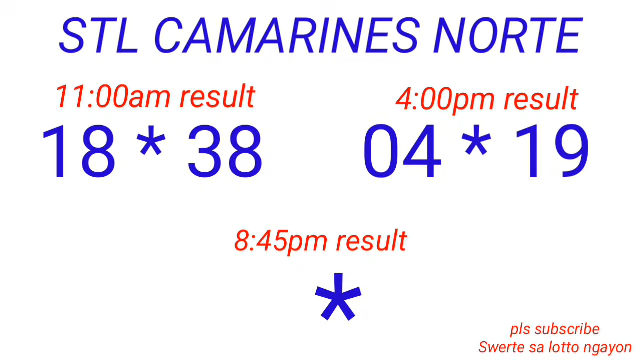 STL CAMARINES NORTE
11:00am result
18 * 38
4:00pm result
04 * 19
8:45pm result
*
pls subscribe
Swerte sa lotto ngayon